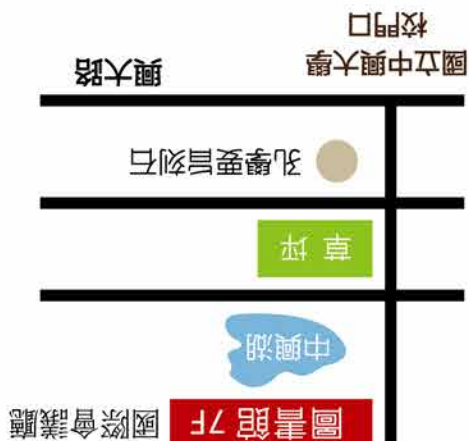 圖書館 7F 國際會議廳
中興湖
草 坪
孔學要旨刻石
國立中興大學
校門口
興大路